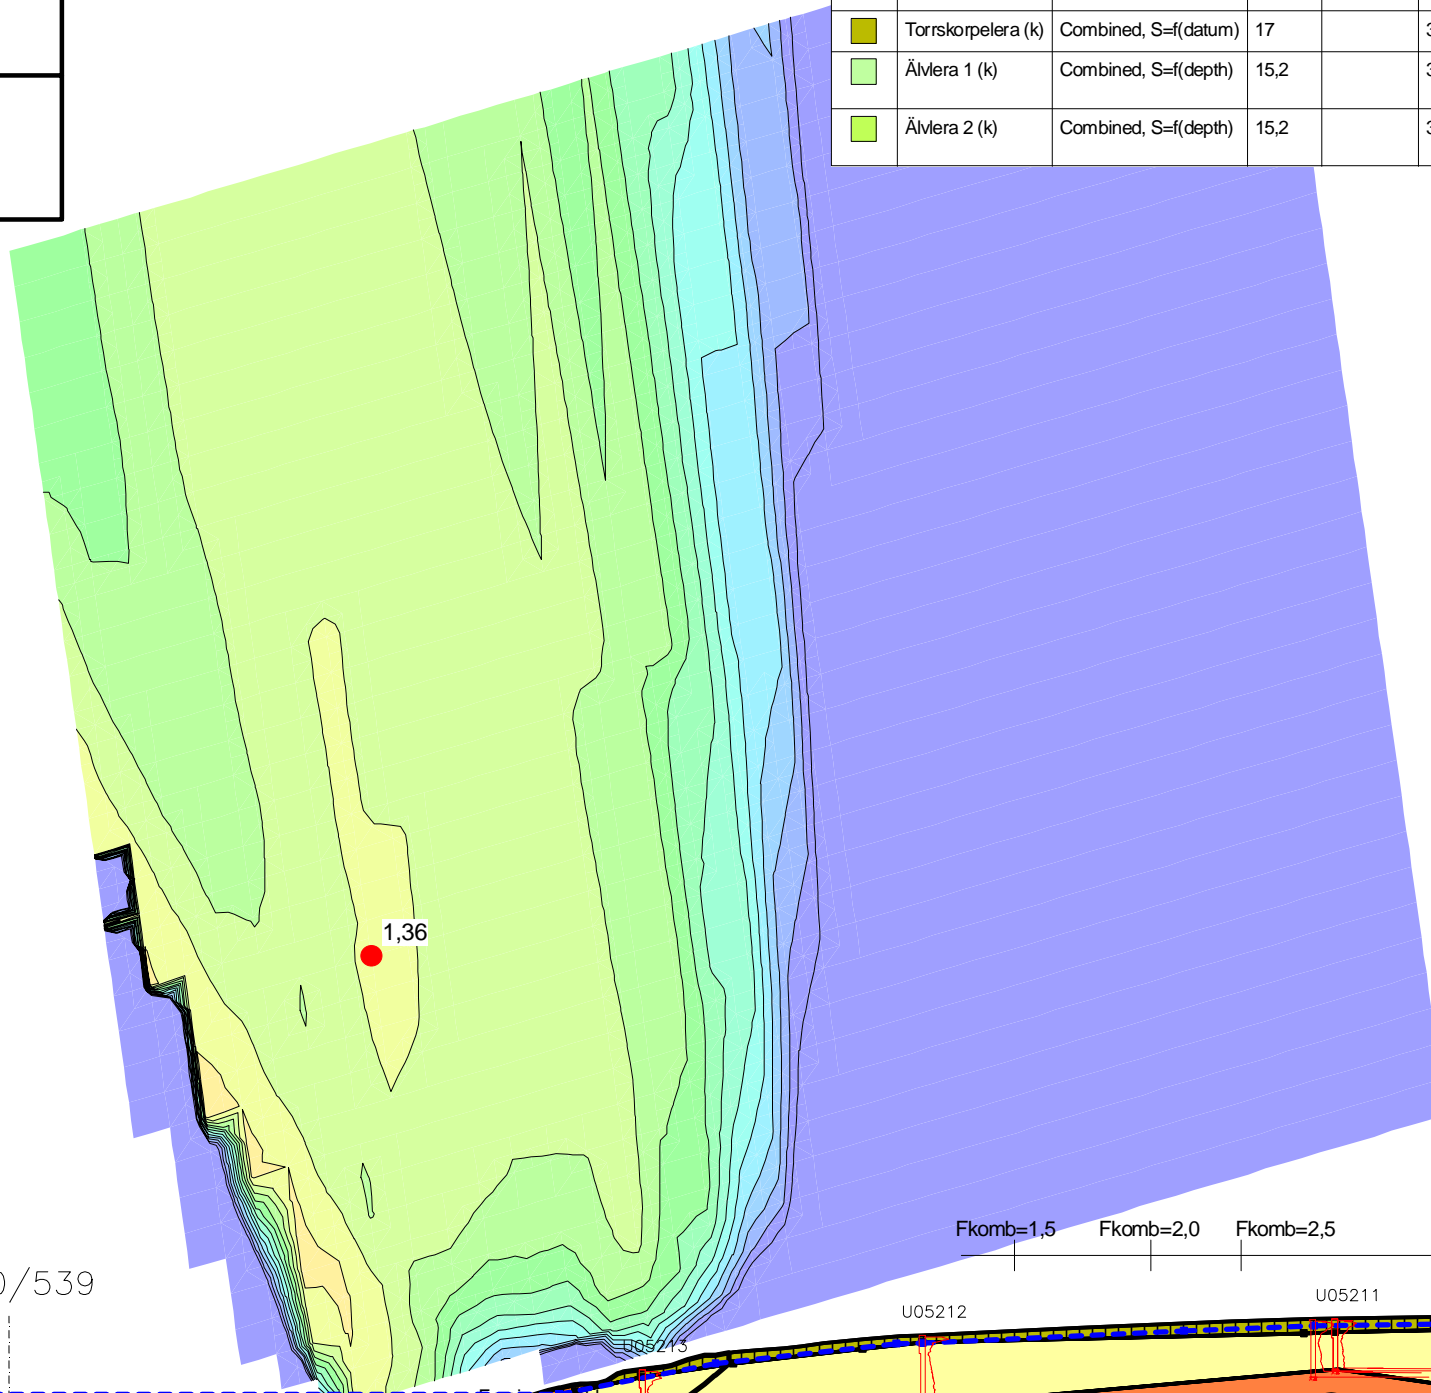 Torrskorpelera (k) Combined, S=f(datum) 17
Älvlera 1 (k) Combined, S=f(depth) 15,2
Älvlera 2 (k) Combined, S=f(depth) 15,2
1,36
Fkomb=1,5 Fkomb=2,0 Fkomb=2,5
/539
U05211
U05212
U05213